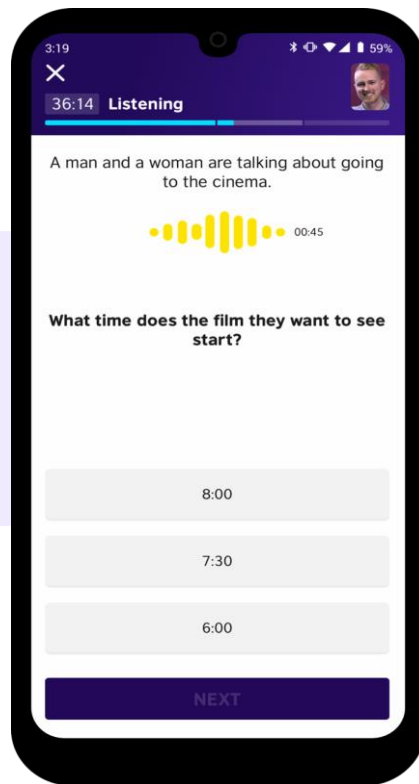 3:19 59%
36:14 Listening
A man and a woman are talking about going
to the cinema.
00:45
What time does the film they want to see
start?
8:00
7:30
6:00
NEXT